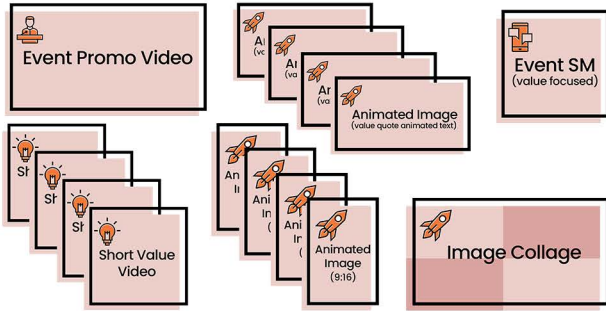 Event Promo Video
Animated Image
(value quote animated text)
Event SM
(value focused)
Short Value
Video
Animated
Image
(9:16)
Image Collage